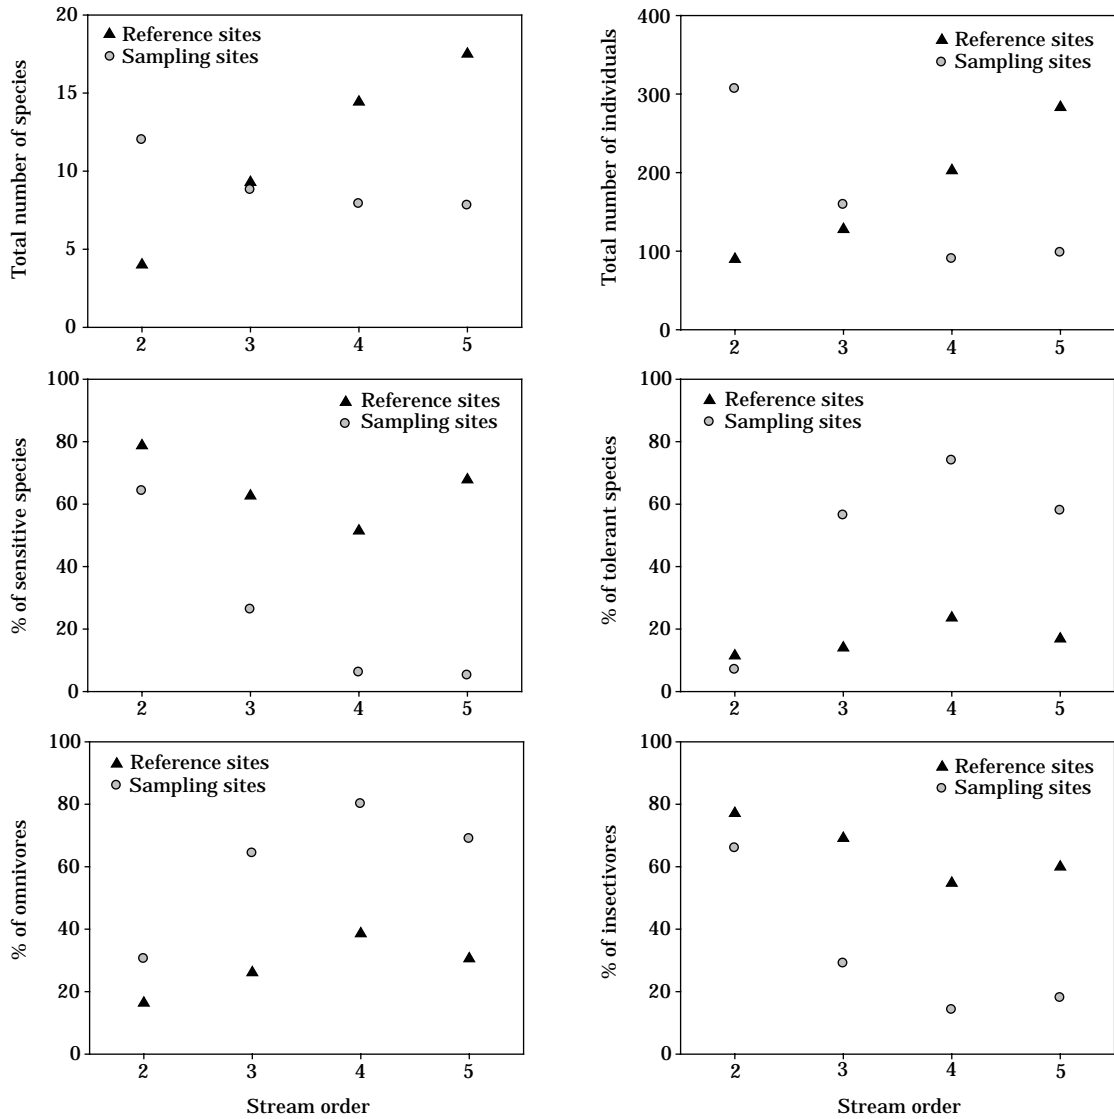 Total number of species
20
15
10
5
0
Reference sites
Sampling sites
2 3 4 5
Total number of individuals
400
300
200
100
0
Reference sites
Sampling sites
2 3 4 5
% of sensitive species
100
80
60
40
20
0
Reference sites
Sampling sites
2 3 4 5
% of tolerant species
100
80
60
40
20
0
Reference sites
Sampling sites
2 3 4 5
% of omnivores
100
80
60
40
20
0
Reference sites
Sampling sites
2 3 4 5
Stream order
% of insectivores
100
80
60
40
20
0
Reference sites
Sampling sites
2 3 4 5
Stream order